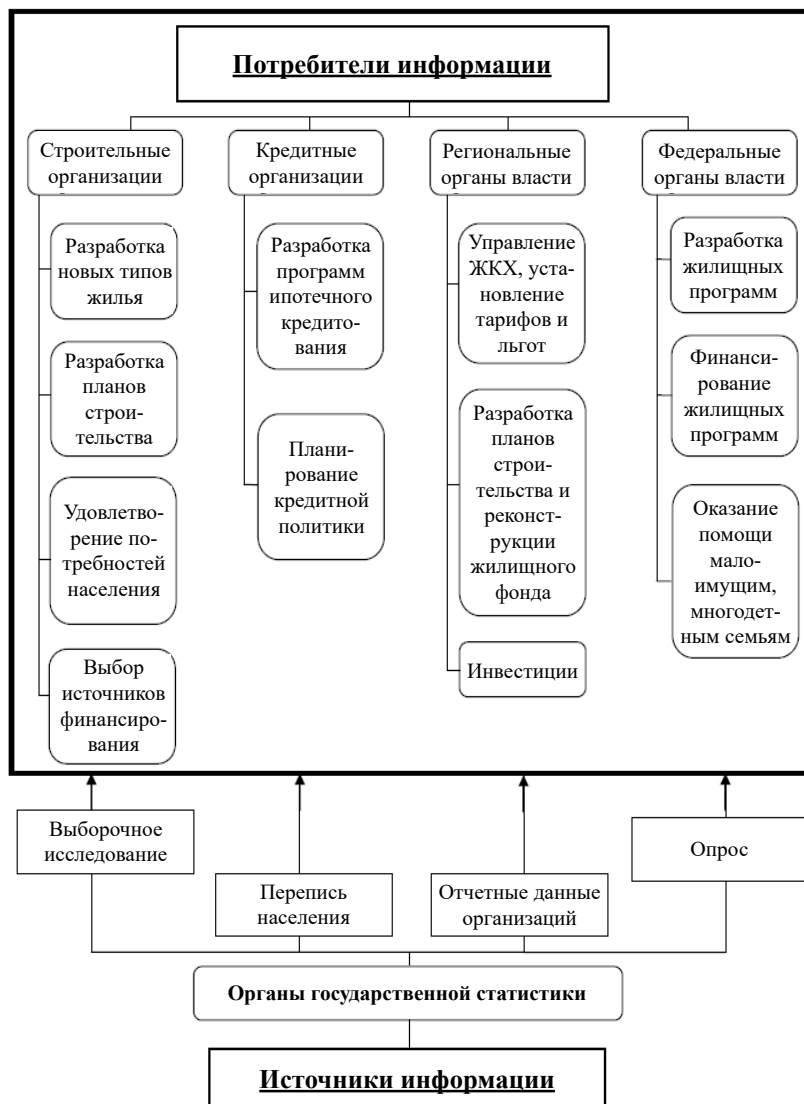 Потребители информации
Строительные
организации
Кредитные
организации
Региональные
органы власти
Федеральные
органы власти
Разработка
новых типов
жилья
Разработка
планов
строи-
тельства
Удовлетво-
рение по-
требностей
населения
Выбор
источников
финансиро-
вания
Разработка
программ
ипотечного
кредито-
вания
Плани-
рование
кредитной
политики
Управление
ЖКХ, уста-
новление
тарифов и
льгот
Разработка
планов
строи-
тельства и
реконст-
рукции
жилищного
фонда
Инвестиции
Разработка
жилищных
программ
Финанси-
рование
жилищных
программ
Оказание
помощи
мало-
имущим,
многодет-
ным семьям
Выборочное
исследование
Перепись
населения
Отчетные данные
организаций
Опрос
Органы государственной статистики
Источники информации